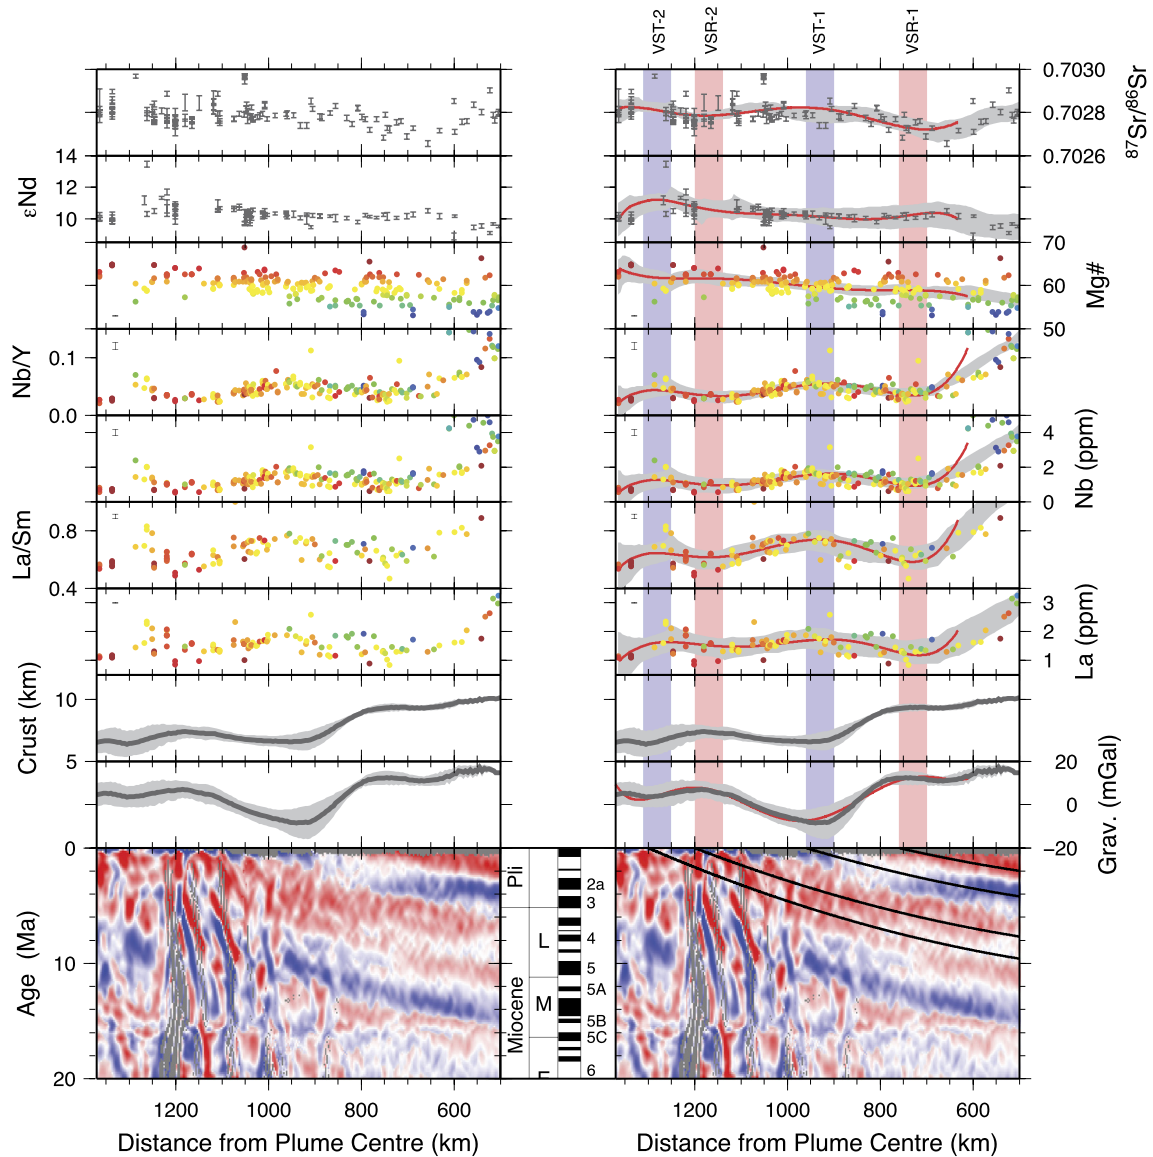 VST-2
VSR-2
VST-1
VSR-1
0.7030
0.7028
0.7026
87Sr/86Sr
14
12
10
εNd
70
60
50
Mg#
0.1
0.0
Nb/Y
4
2
0
Nb (ppm)
0.8
0.4
La/Sm
3
2
1
La (ppm)
10
5
Crust (km)
20
0
−20
Grav. (mGal)
0
10
20
Age (Ma)
Pli
L
M
Miocene
2a
3
4
5
5A
5B
5C
6
1200 1000 800 600
1200 1000 800 600
Distance from Plume Centre (km)
Distance from Plume Centre (km)